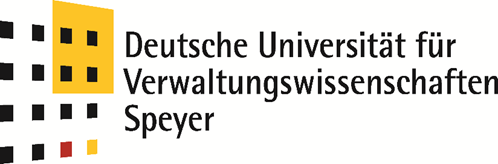 Deutsche Universität für
Verwaltungswissenschaften
Speyer